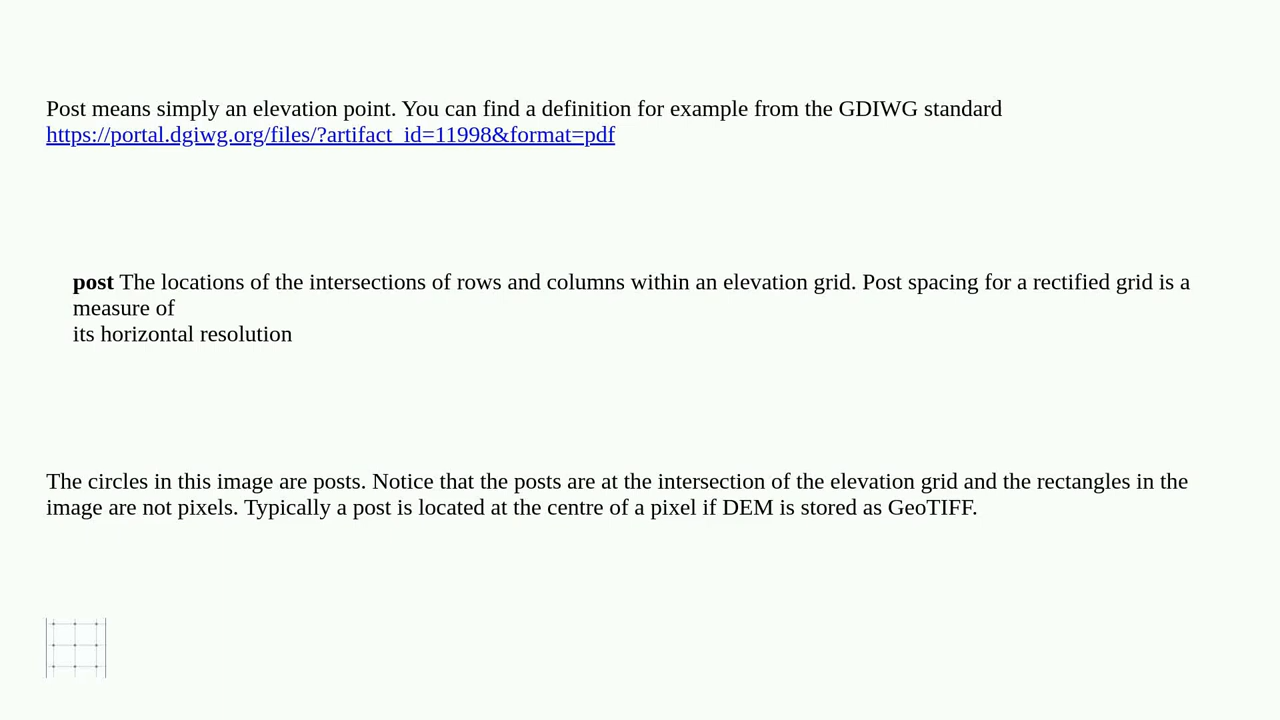 Post means simply an elevation point. You can find a definition for example from the GDIWG standard
https://portal.dgiwg.org/files/?artifact_id=11998&format=pdf
post The locations of the intersections of rows and columns within an elevation grid. Post spacing for a rectified grid is a
measure of
its horizontal resolution
The circles in this image are posts. Notice that the posts are at the intersection of the elevation grid and the rectangles in the
image are not pixels. Typically a post is located at the centre of a pixel if DEM is stored as GeoTIFF.